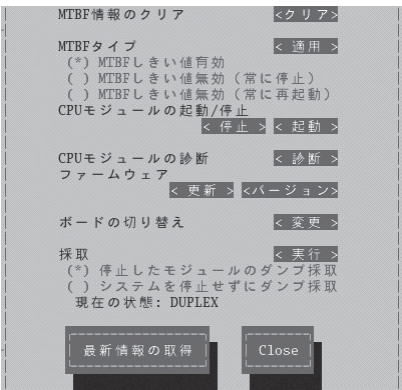 MTBF情報のクリア <クリア>
MTBFタイプ < 適用 >
(*) MTBFしきい値有効
( ) MTBFしきい値無効（常に停止）
( ) MTBFしきい値無効（常に再起動）
CPUモジュールの起動/停止
< 停止 > < 起動 >
CPUモジュールの診断 < 診断 >
ファームウェア
< 更新 > <バージョン>
ボードの切り替え < 変更 >
採取 < 実行 >
(*) 停止したモジュールのダンプ採取
( ) システムを停止せずにダンプ採取
現在の状態: DUPLEX
最新情報の取得 Close